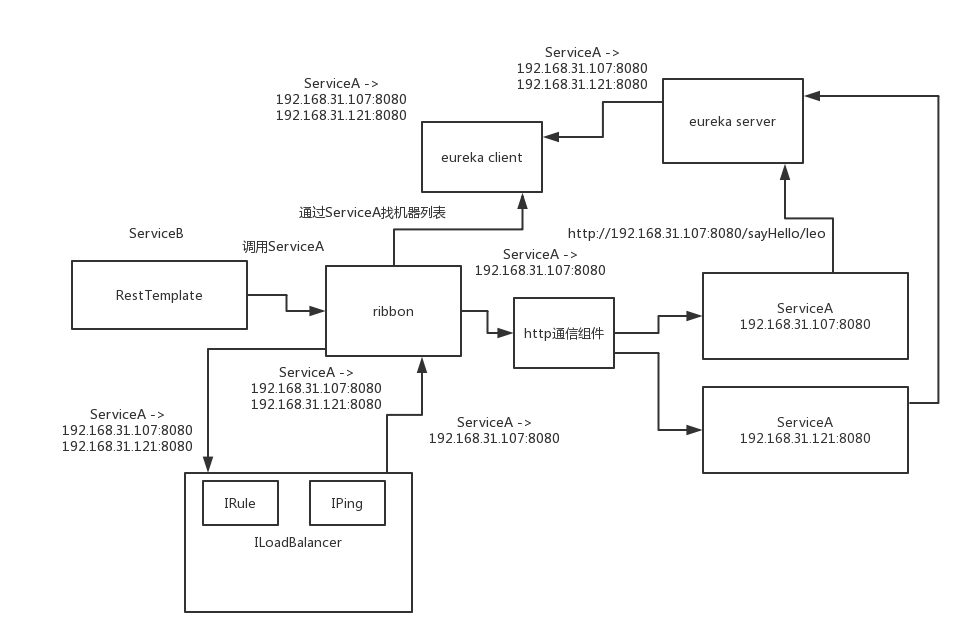 ServiceA ->
192.168.31.107:8080
192.168.31.121:8080
ServiceA ->
192.168.31.107:8080
192.168.31.121:8080
eureka server
eureka client
通过ServiceA找机器列表
ServiceB
调用ServiceA
http://192.168.31.107:8080/sayHello/leo
ServiceA ->
192.168.31.107:8080
RestTemplate
ribbon
http通信组件
ServiceA
192.168.31.107:8080
ServiceA ->
192.168.31.107:8080
192.168.31.121:8080
ServiceA ->
192.168.31.107:8080
192.168.31.121:8080
ServiceA ->
192.168.31.107:8080
ServiceA
192.168.31.121:8080
IRule
IPing
ILoadBalancer